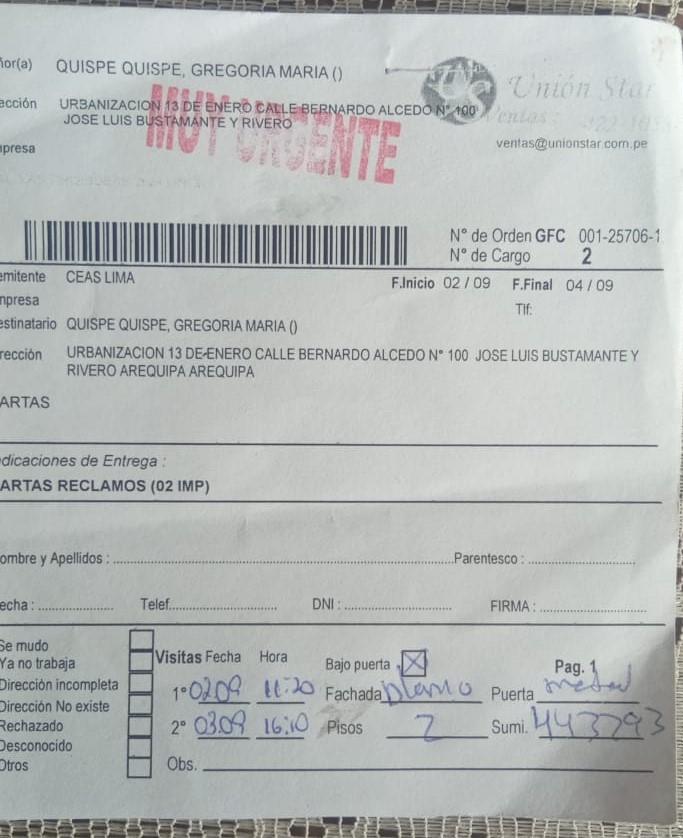 ñor(a) QUISPE QUISPE, GREGORIA MARIA ()
ección URBANIZACION 13 DE ENERO CALLE BERNARDO ALCEDO N° 100
JOSE LUIS BUSTAMANTE Y RIVERO
MUY URGENTE
Unión Star
Ventas:
presa
ventas@unionstar.com.pe
N° de Orden GFC 001-25706-1
N° de Cargo 2
emitente CEAS LIMA
F.Inicio 02 / 09 F.Final 04 / 09
mpresa
Tlf:
estinatario QUISPE QUISPE, GREGORIA MARIA ()
rección URBANIZACION 13 DE ENERO CALLE BERNARDO ALCEDO N° 100 JOSE LUIS BUSTAMANTE Y
RIVERO AREQUIPA AREQUIPA
ARTAS
dicaciones de Entrega :
ARTAS RECLAMOS (02 IMP)
ombre y Apellidos : Parentesco :
echa : Telef. DNI : FIRMA :
Se mudo
Ya no trabaja
Dirección incompleta
Dirección No existe
Rechazado
Desconocido
Otros
Visitas Fecha Hora Bajo puerta X Pag. 1
1° 0209 11:20 Fachada blanco Puerta metal
2° 0309 16:10 Pisos 2 Sumi. 443793
Obs.